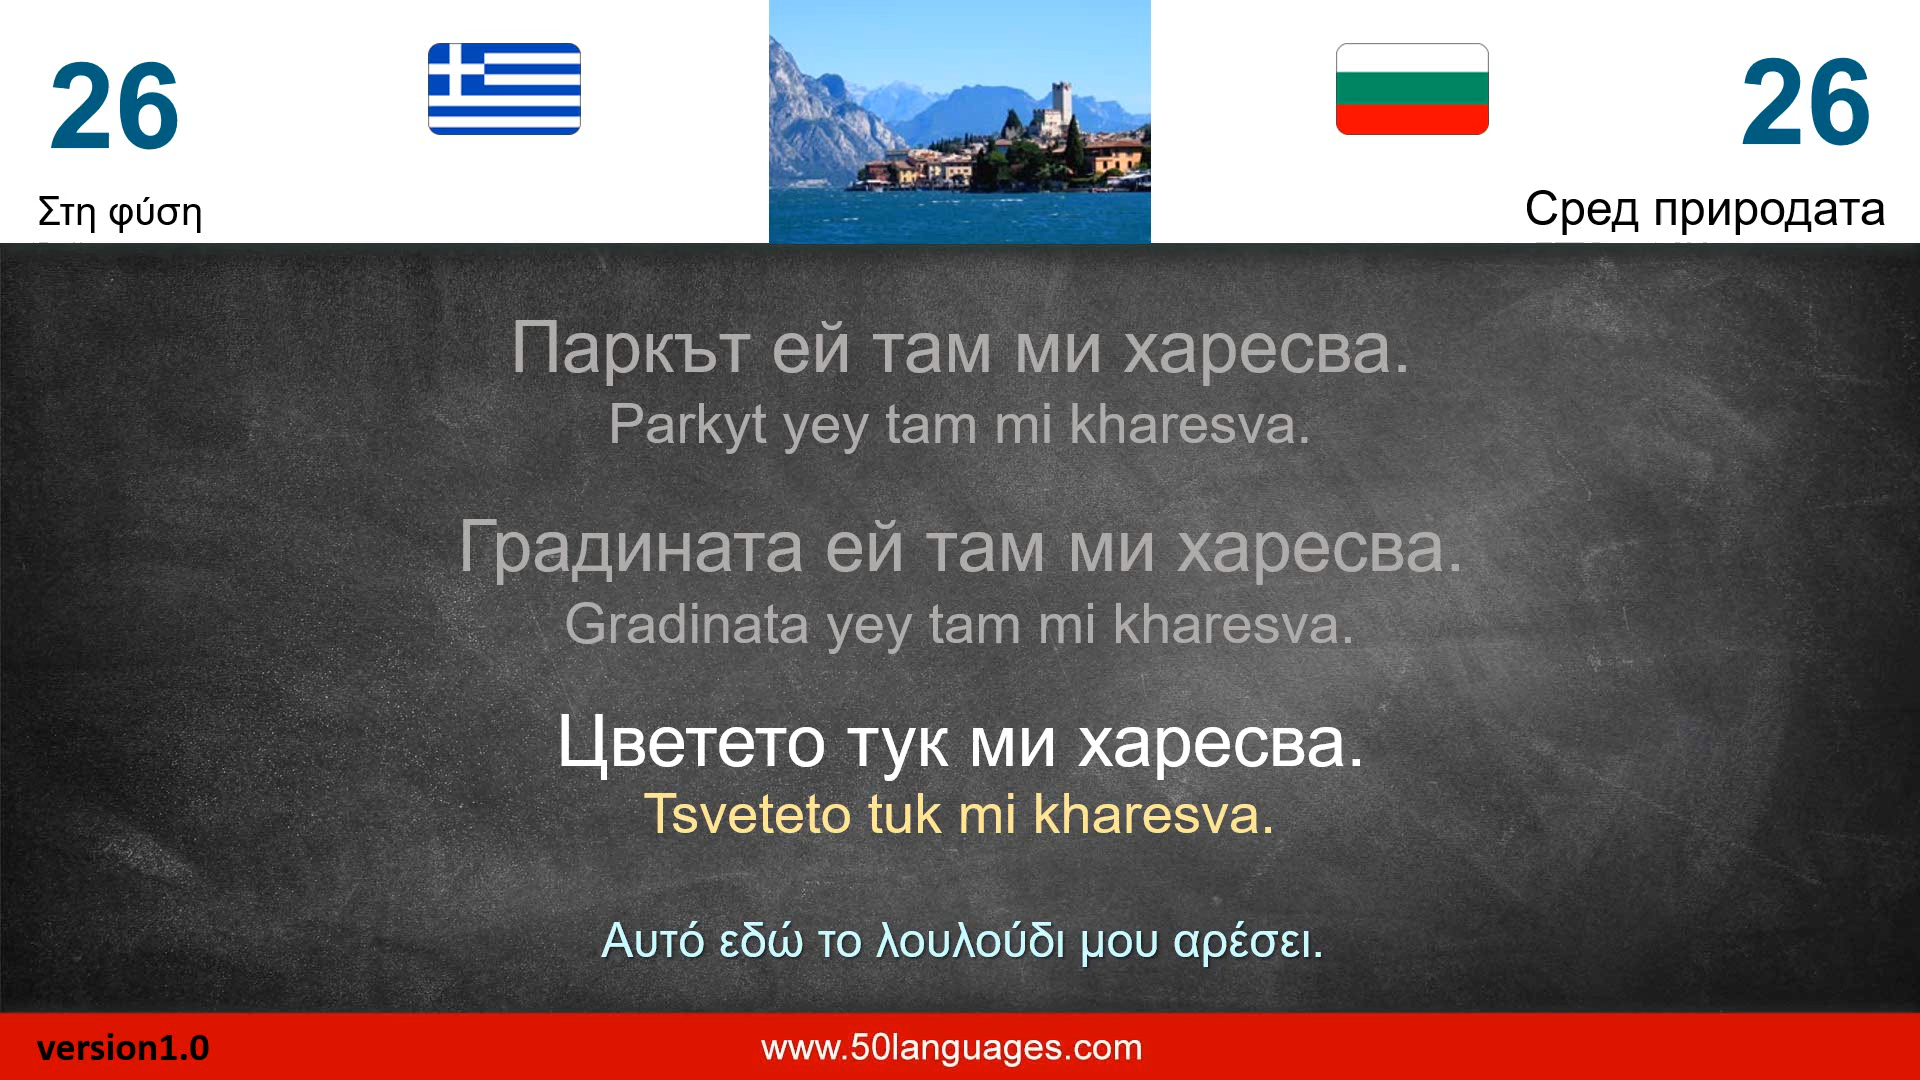 26
26
Στη φύση
Сред природата
Паркът ей там ми харесва.
Parkyt yey tam mi kharesva.
Градината ей там ми харесва.
Gradinata yey tam mi kharesva.
Цветето тук ми харесва.
Tsveteto tuk mi kharesva.
Αυτό εδώ το λουλούδι μου αρέσει.
version1.0
www.50languages.com